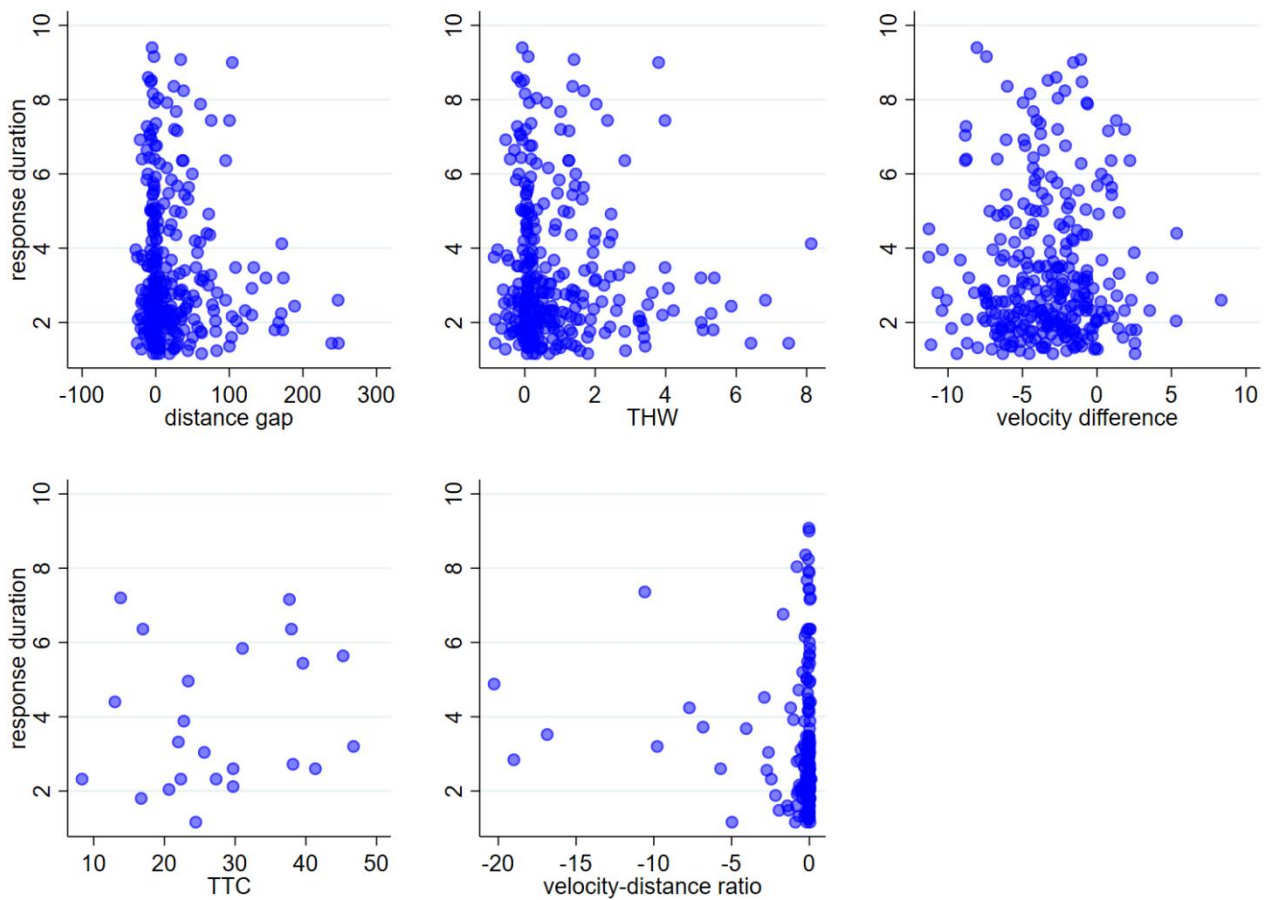 response duration
10
8
6
4
2
-100 0 100 200 300
distance gap
10
8
6
4
2
0 2 4 6 8
THW
10
8
6
4
2
-10 -5 0 5 10
velocity difference
response duration
10
8
6
4
2
10 20 30 40 50
TTC
10
8
6
4
2
-20 -15 -10 -5 0
velocity-distance ratio